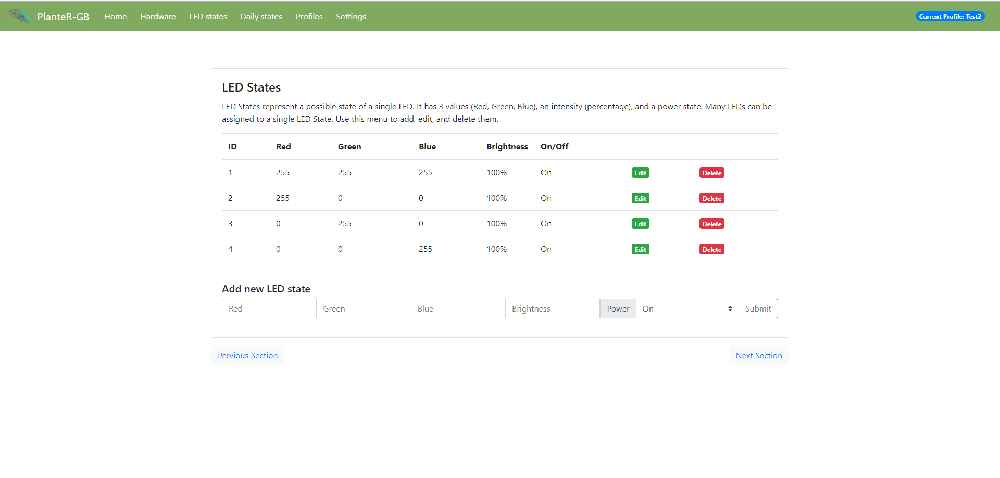 PlanteR-GB Home Hardware LED states Daily states Profiles Settings Current Profile: Test2
LED States
LED States represent a possible state of a single LED. It has 3 values (Red, Green, Blue), an intensity (percentage), and a power state. Many LEDs can be
assigned to a single LED State. Use this menu to add, edit, and delete them.
ID Red Green Blue Brightness On/Off
1 255 255 255 100% On Edit Delete
2 255 0 0 100% On Edit Delete
3 0 255 0 100% On Edit Delete
4 0 0 255 100% On Edit Delete
Add new LED state
Red Green Blue Brightness Power On Submit
Pervious Section Next Section